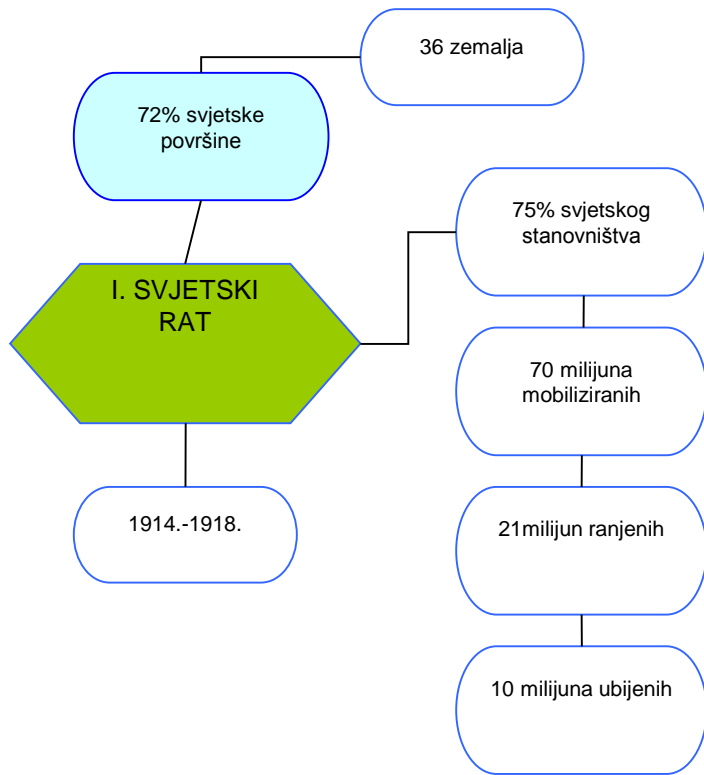 36 zemalja
72% svjetske
površine
75% svjetskog
stanovništva
I. SVJETSKI
RAT
70 milijuna
mobiliziranih
1914.-1918.
21milijun ranjenih
10 milijuna ubijenih